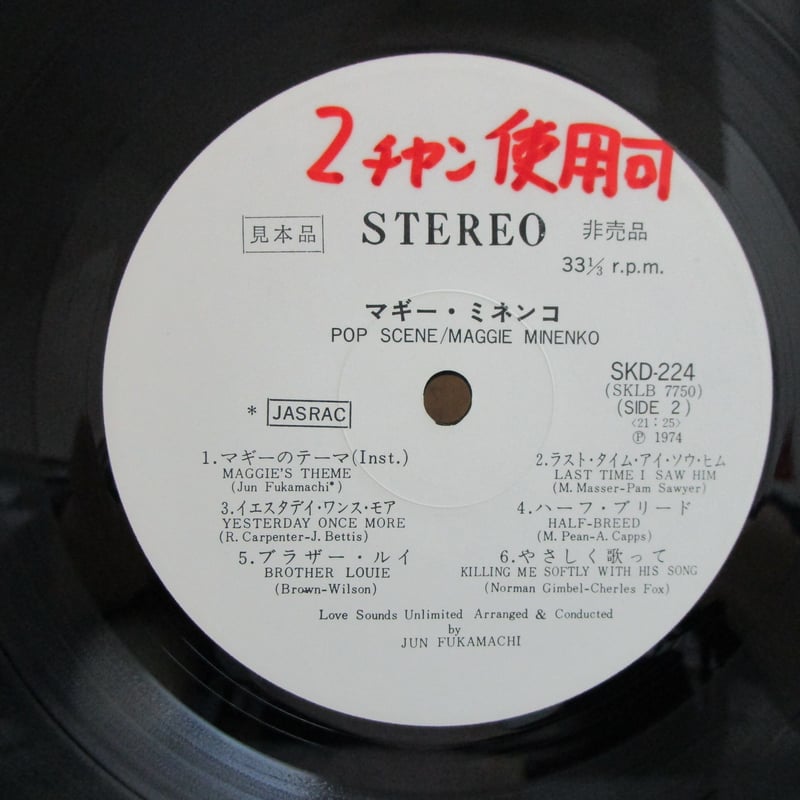 2チャン使用可
見本品 STEREO 非売品
33⅓ r.p.m.
マギー・ミネンコ
POP SCENE/MAGGIE MINENKO
SKD-224
(SKLB 7750)
* JASRAC (SIDE 2)
<21:25>
Ⓟ 1974
1.マギーのテーマ(Inst.)
MAGGIE'S THEME
(Jun Fukamachi*)
2.ラスト・タイム・アイ・ソウ・ヒム
LAST TIME I SAW HIM
(M. Masser-Pam Sawyer)
3.イエスタデイ・ワンス・モア
YESTERDAY ONCE MORE
(R. Carpenter-J. Bettis)
4.ハーフ・ブリード
HALF-BREED
(M. Pean-A. Capps)
5.ブラザー・ルイ
BROTHER LOUIE
(Brown-Wilson)
6.やさしく歌って
KILLING ME SOFTLY WITH HIS SONG
(Norman Gimbel-Cherles Fox)
Love Sounds Unlimited Arranged & Conducted
by
JUN FUKAMACHI